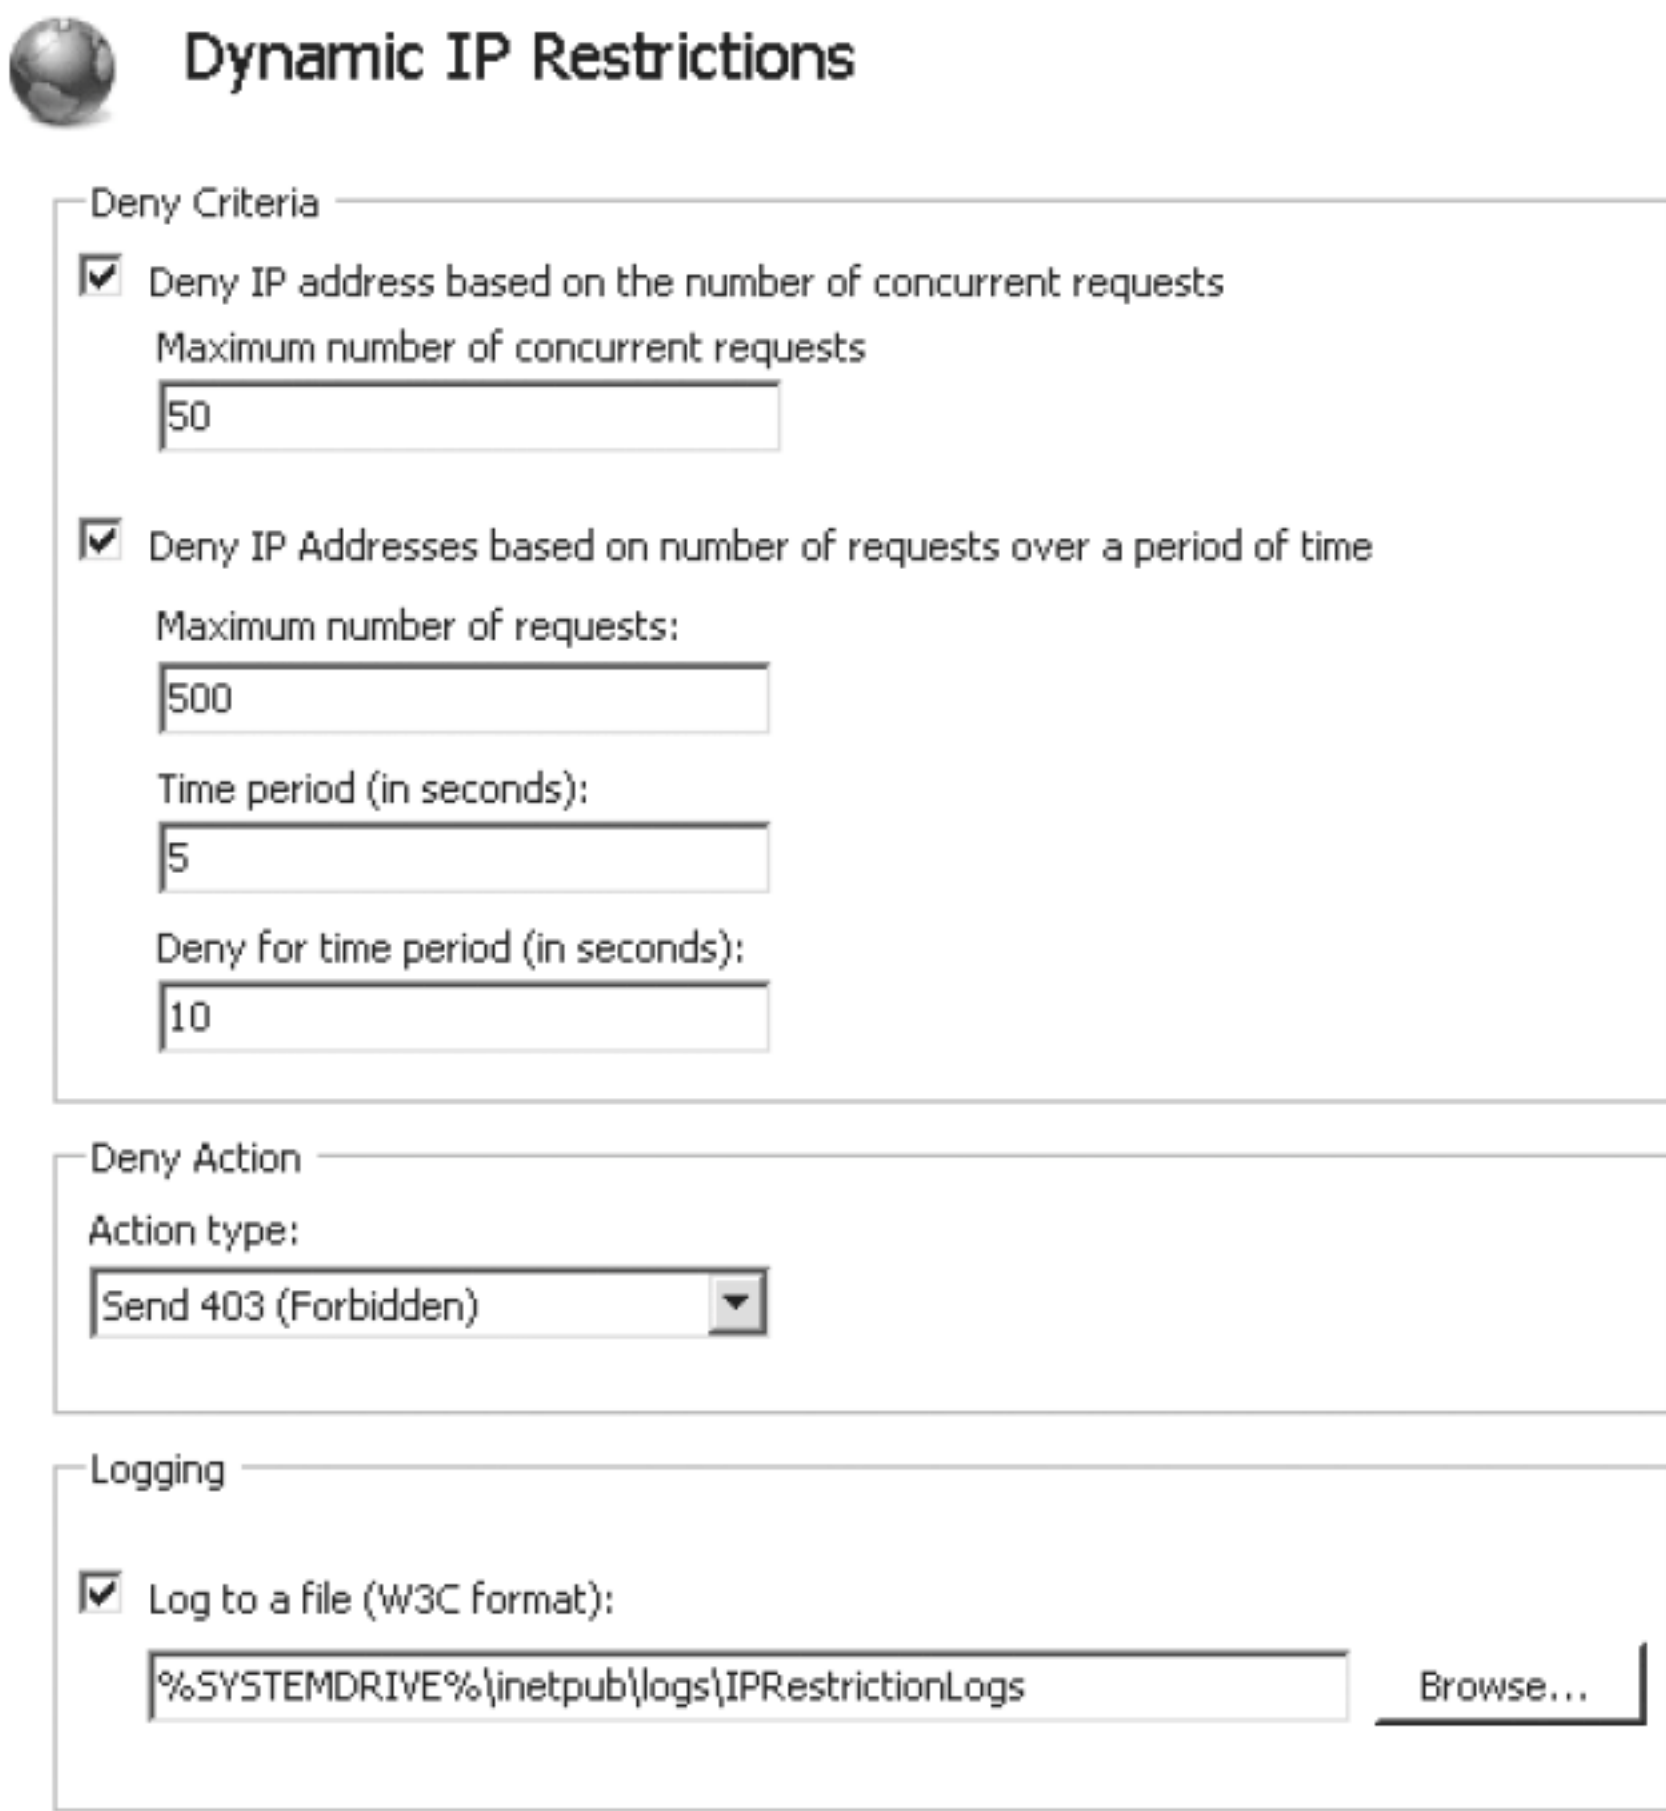 Dynamic IP Restrictions
Deny Criteria
Deny IP address based on the number of concurrent requests
Maximum number of concurrent requests
50
Deny IP Addresses based on number of requests over a period of time
Maximum number of requests:
500
Time period (in seconds):
5
Deny for time period (in seconds):
10
Deny Action
Action type:
Send 403 (Forbidden)
Logging
Log to a file (W3C format):
%SYSTEMDRIVE%\inetpub\logs\IPRestrictionLogs
Browse...